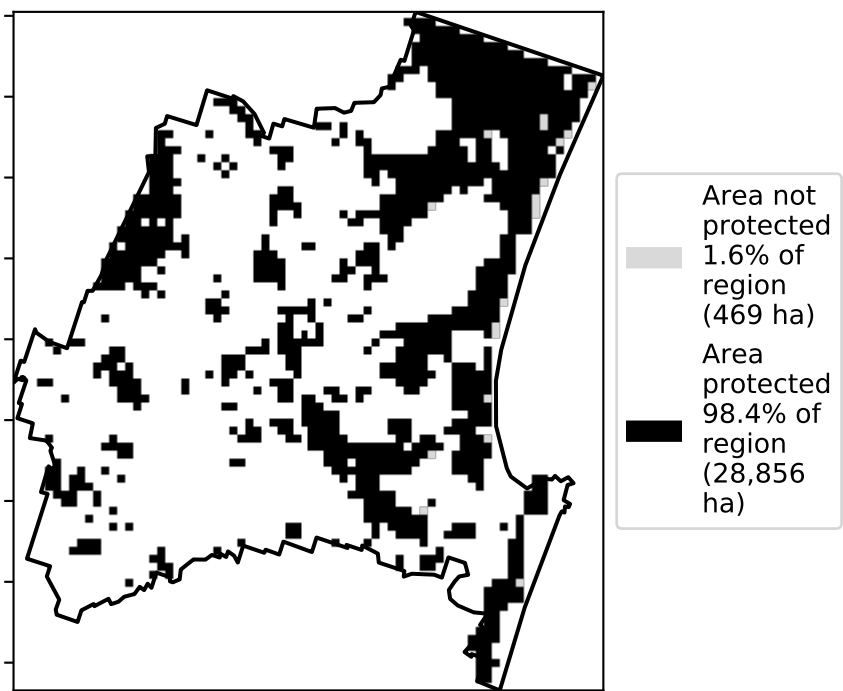 Area not
protected
1.6% of
region
(469 ha)
Area
protected
98.4% of
region
(28,856
ha)